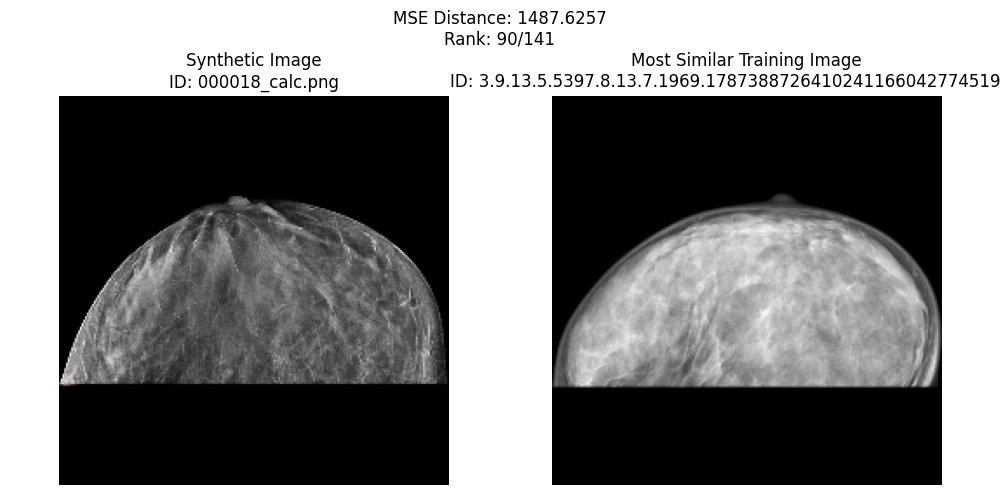 MSE Distance: 1487.6257
Rank: 90/141
Synthetic Image
ID: 000018_calc.png
Most Similar Training Image
ID: 3.9.13.5.5397.8.13.7.1969.1787388726410241166042774519